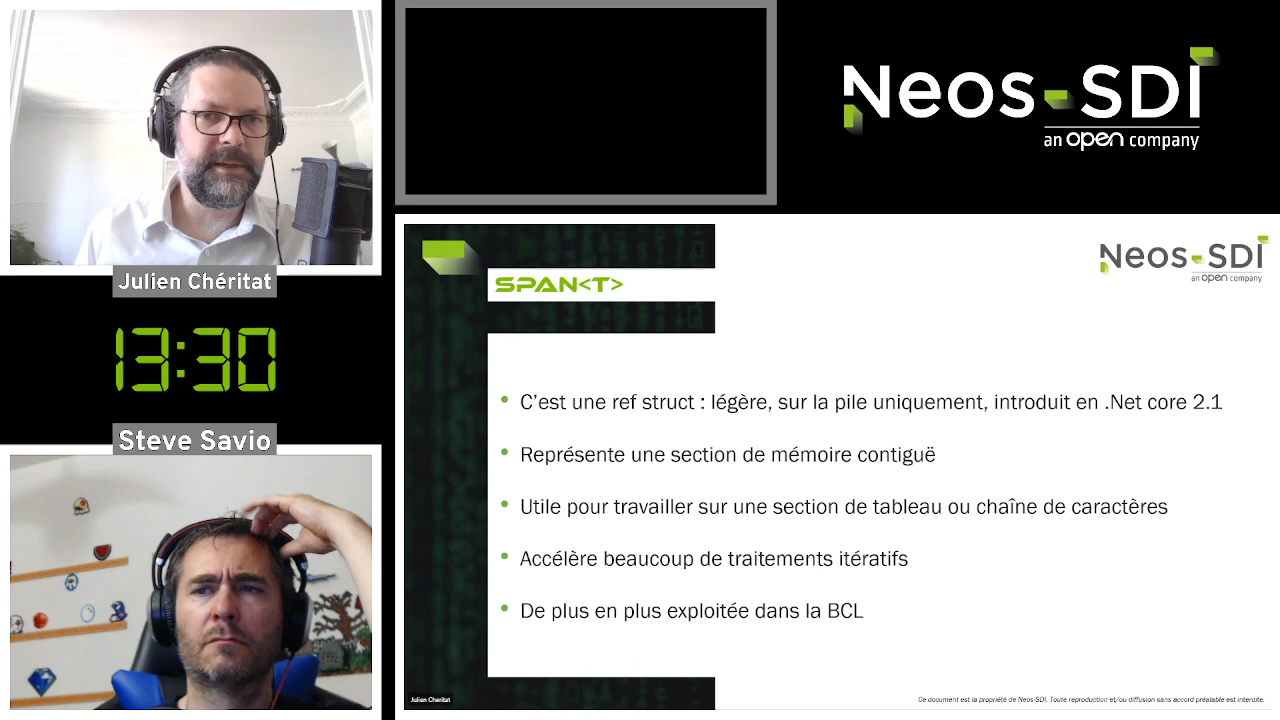 Julien Chéritat
13:30
Steve Savio
Neos-SDI
an open company
Neos-SDI
an open company
SPAN<T>
• C’est une ref struct : légère, sur la pile uniquement, introduit en .Net core 2.1
• Représente une section de mémoire contiguë
• Utile pour travailler sur une section de tableau ou chaîne de caractères
• Accélère beaucoup de traitements itératifs
• De plus en plus exploitée dans la BCL
Julien Cheritat
Ce document est la propriété de Neos-SDI. Toute reproduction et/ou diffusion sans accord préalable est interdite.